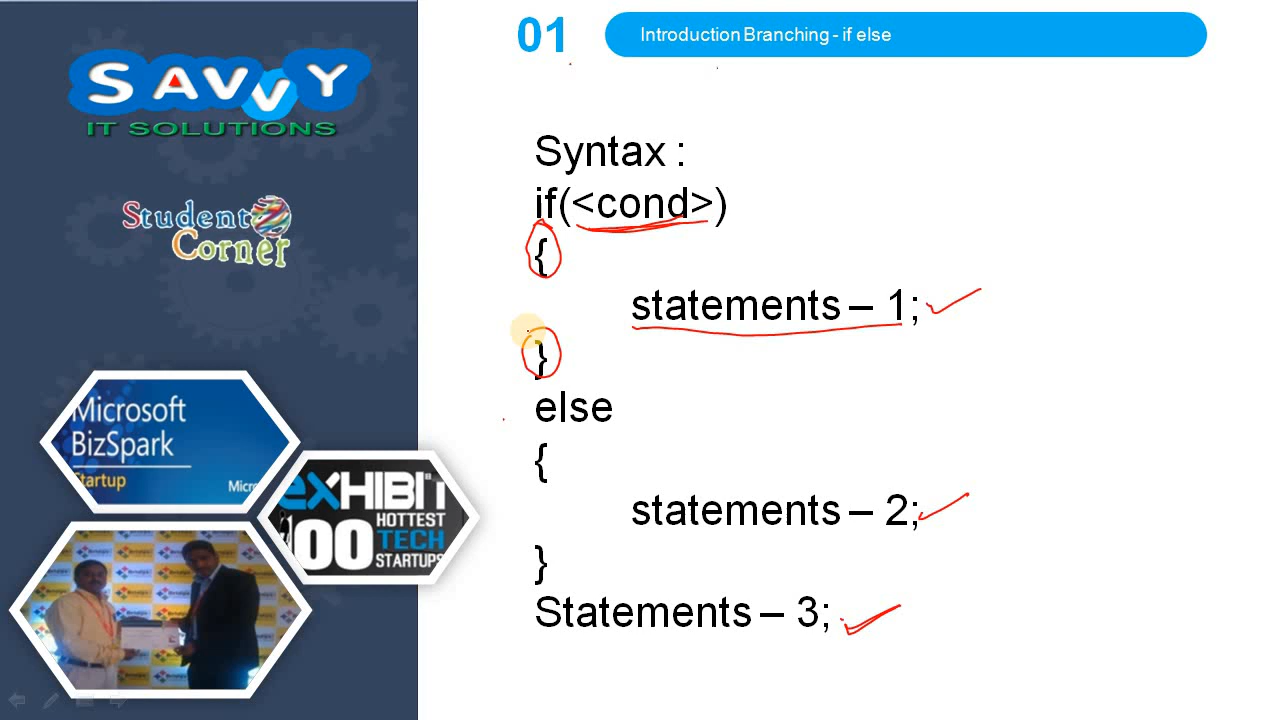 SAVVY
IT SOLUTIONS
Student
Corner
Microsoft
BizSpark
Startup
Micr
eXHIBIT
100
HOTTEST
TECH
STARTUPS
01
Introduction Branching - if else
Syntax :
if(<cond>)
{
statements – 1;
}
else
{
statements – 2;
}
Statements – 3;